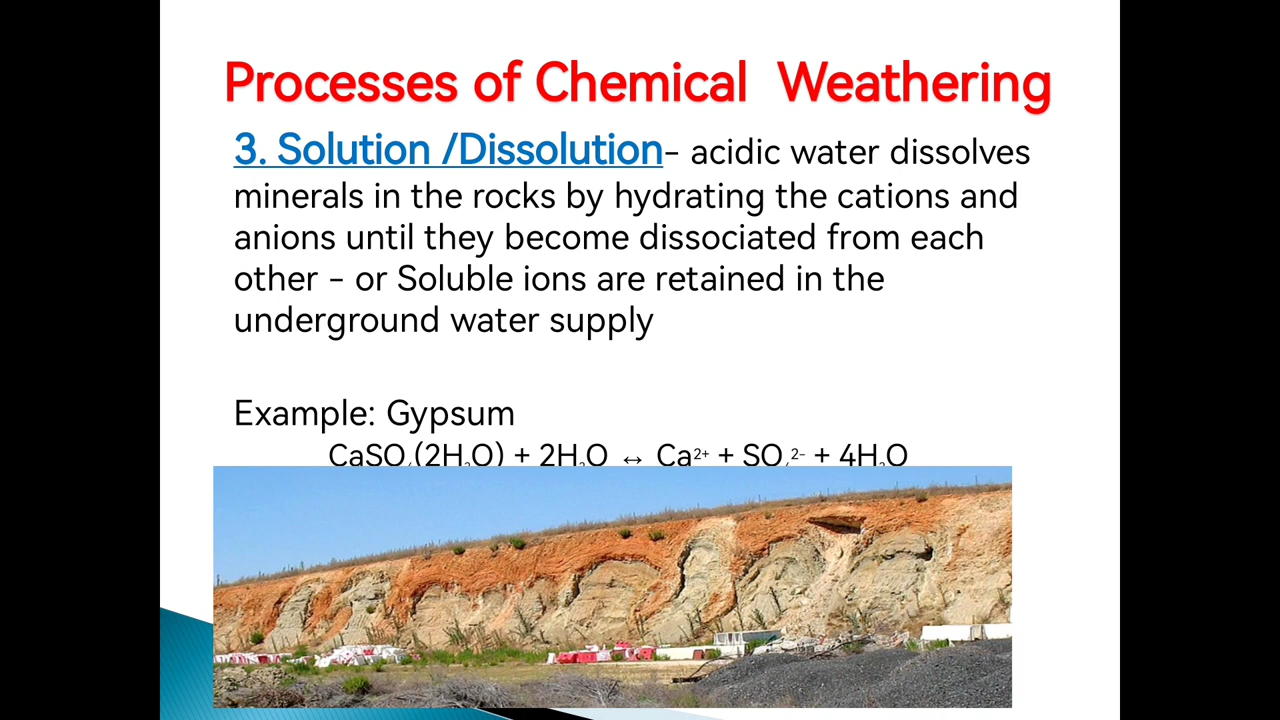 Processes of Chemical Weathering
3. Solution /Dissolution- acidic water dissolves
minerals in the rocks by hydrating the cations and
anions until they become dissociated from each
other - or Soluble ions are retained in the
underground water supply
Example: Gypsum
CaSO₄(2H₂O) + 2H₂O ↔ Ca²⁺ + SO₄²⁻ + 4H₂O